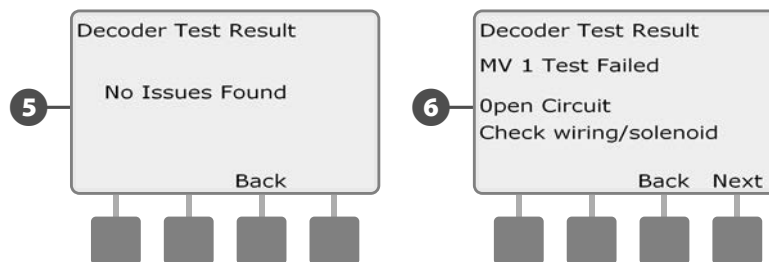 Decoder Test Result
No Issues Found
5
Back
Decoder Test Result
MV 1 Test Failed
6
0pen Circuit
Check wiring/solenoid
Back Next